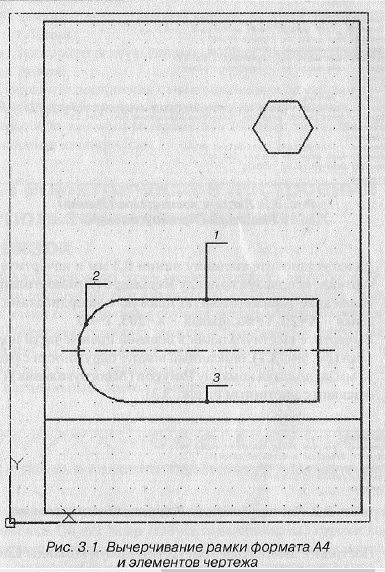 1
2
3
Y
X
Рис. 3.1. Вычерчивание рамки формата А4
и элементов чертежа